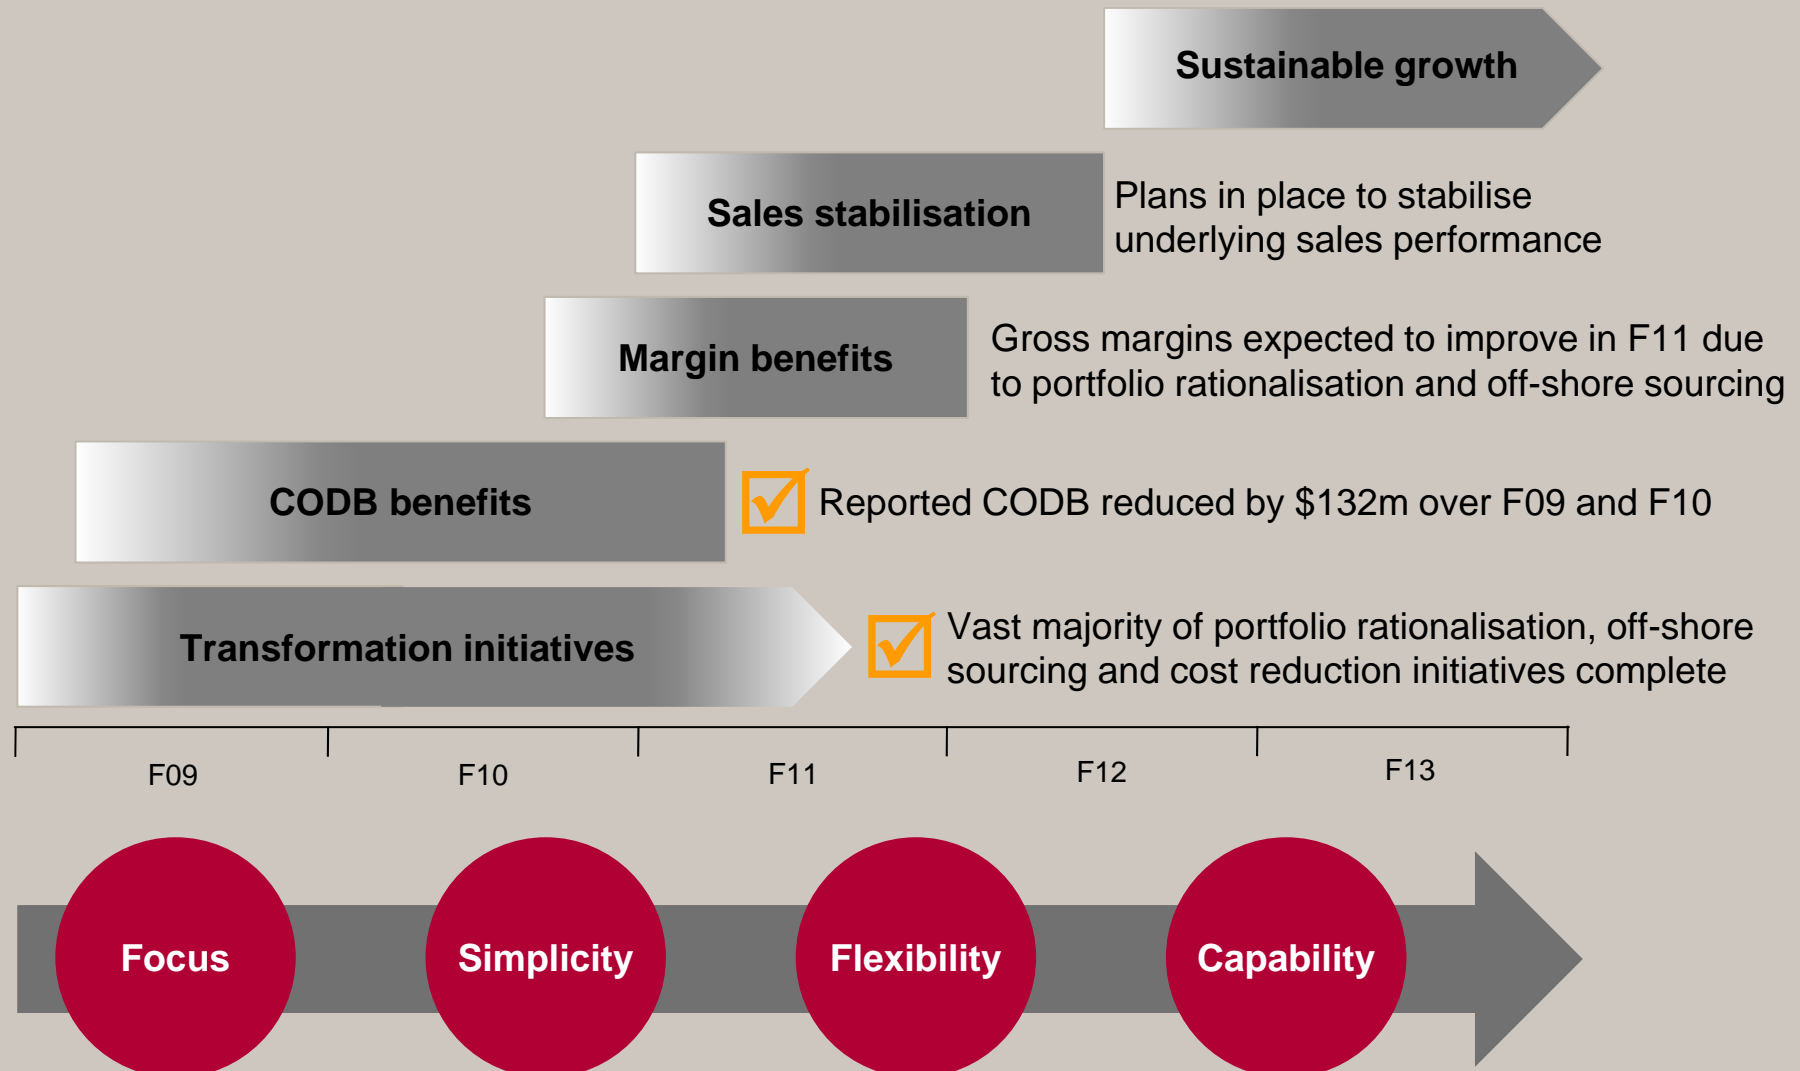 Sustainable growth
Sales stabilisation
Plans in place to stabilise
underlying sales performance
Margin benefits
Gross margins expected to improve in F11 due
to portfolio rationalisation and off-shore sourcing
CODB benefits
Reported CODB reduced by $132m over F09 and F10
Transformation initiatives
Vast majority of portfolio rationalisation, off-shore
sourcing and cost reduction initiatives complete
F09 F10 F11 F12 F13
Focus Simplicity Flexibility Capability